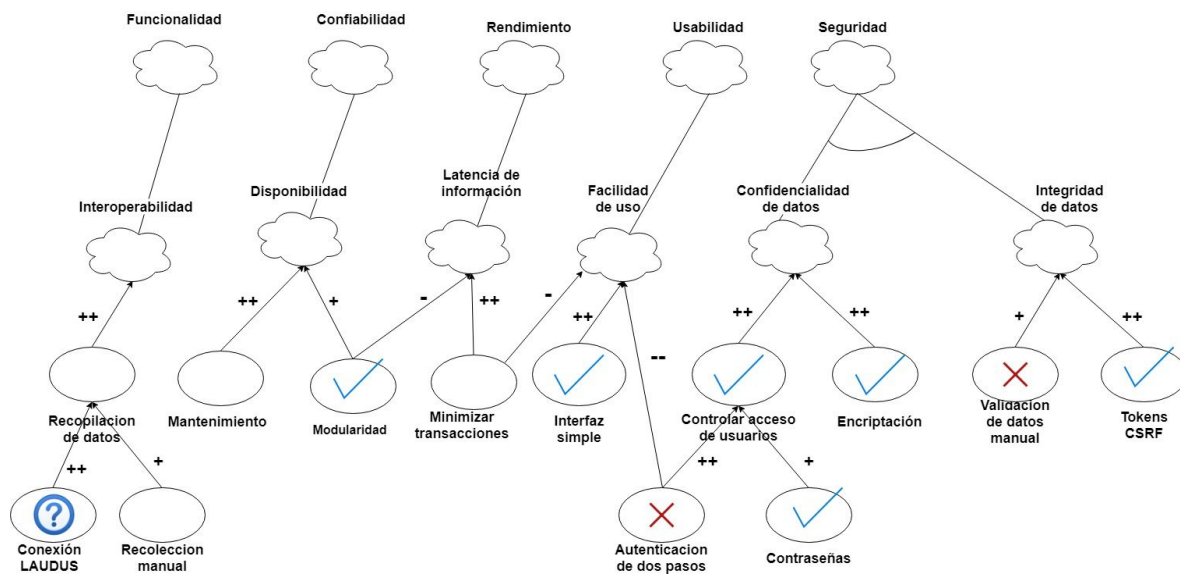 Funcionalidad
Confiabilidad
Rendimiento
Usabilidad
Seguridad
Interoperabilidad
Disponibilidad
Latencia de
información
Facilidad
de uso
Confidencialidad
de datos
Integridad
de datos
++
++
+
-
++
-
++
--
++
++
+
++
Recopilacion
de datos
Mantenimiento
Modularidad
Minimizar
transacciones
Interfaz
simple
Controlar acceso
de usuarios
Encriptación
Validacion
de datos
manual
Tokens
CSRF
++
+
++
+
?
Conexión
LAUDUS
Recoleccion
manual
Autenticacion
de dos pasos
Contraseñas